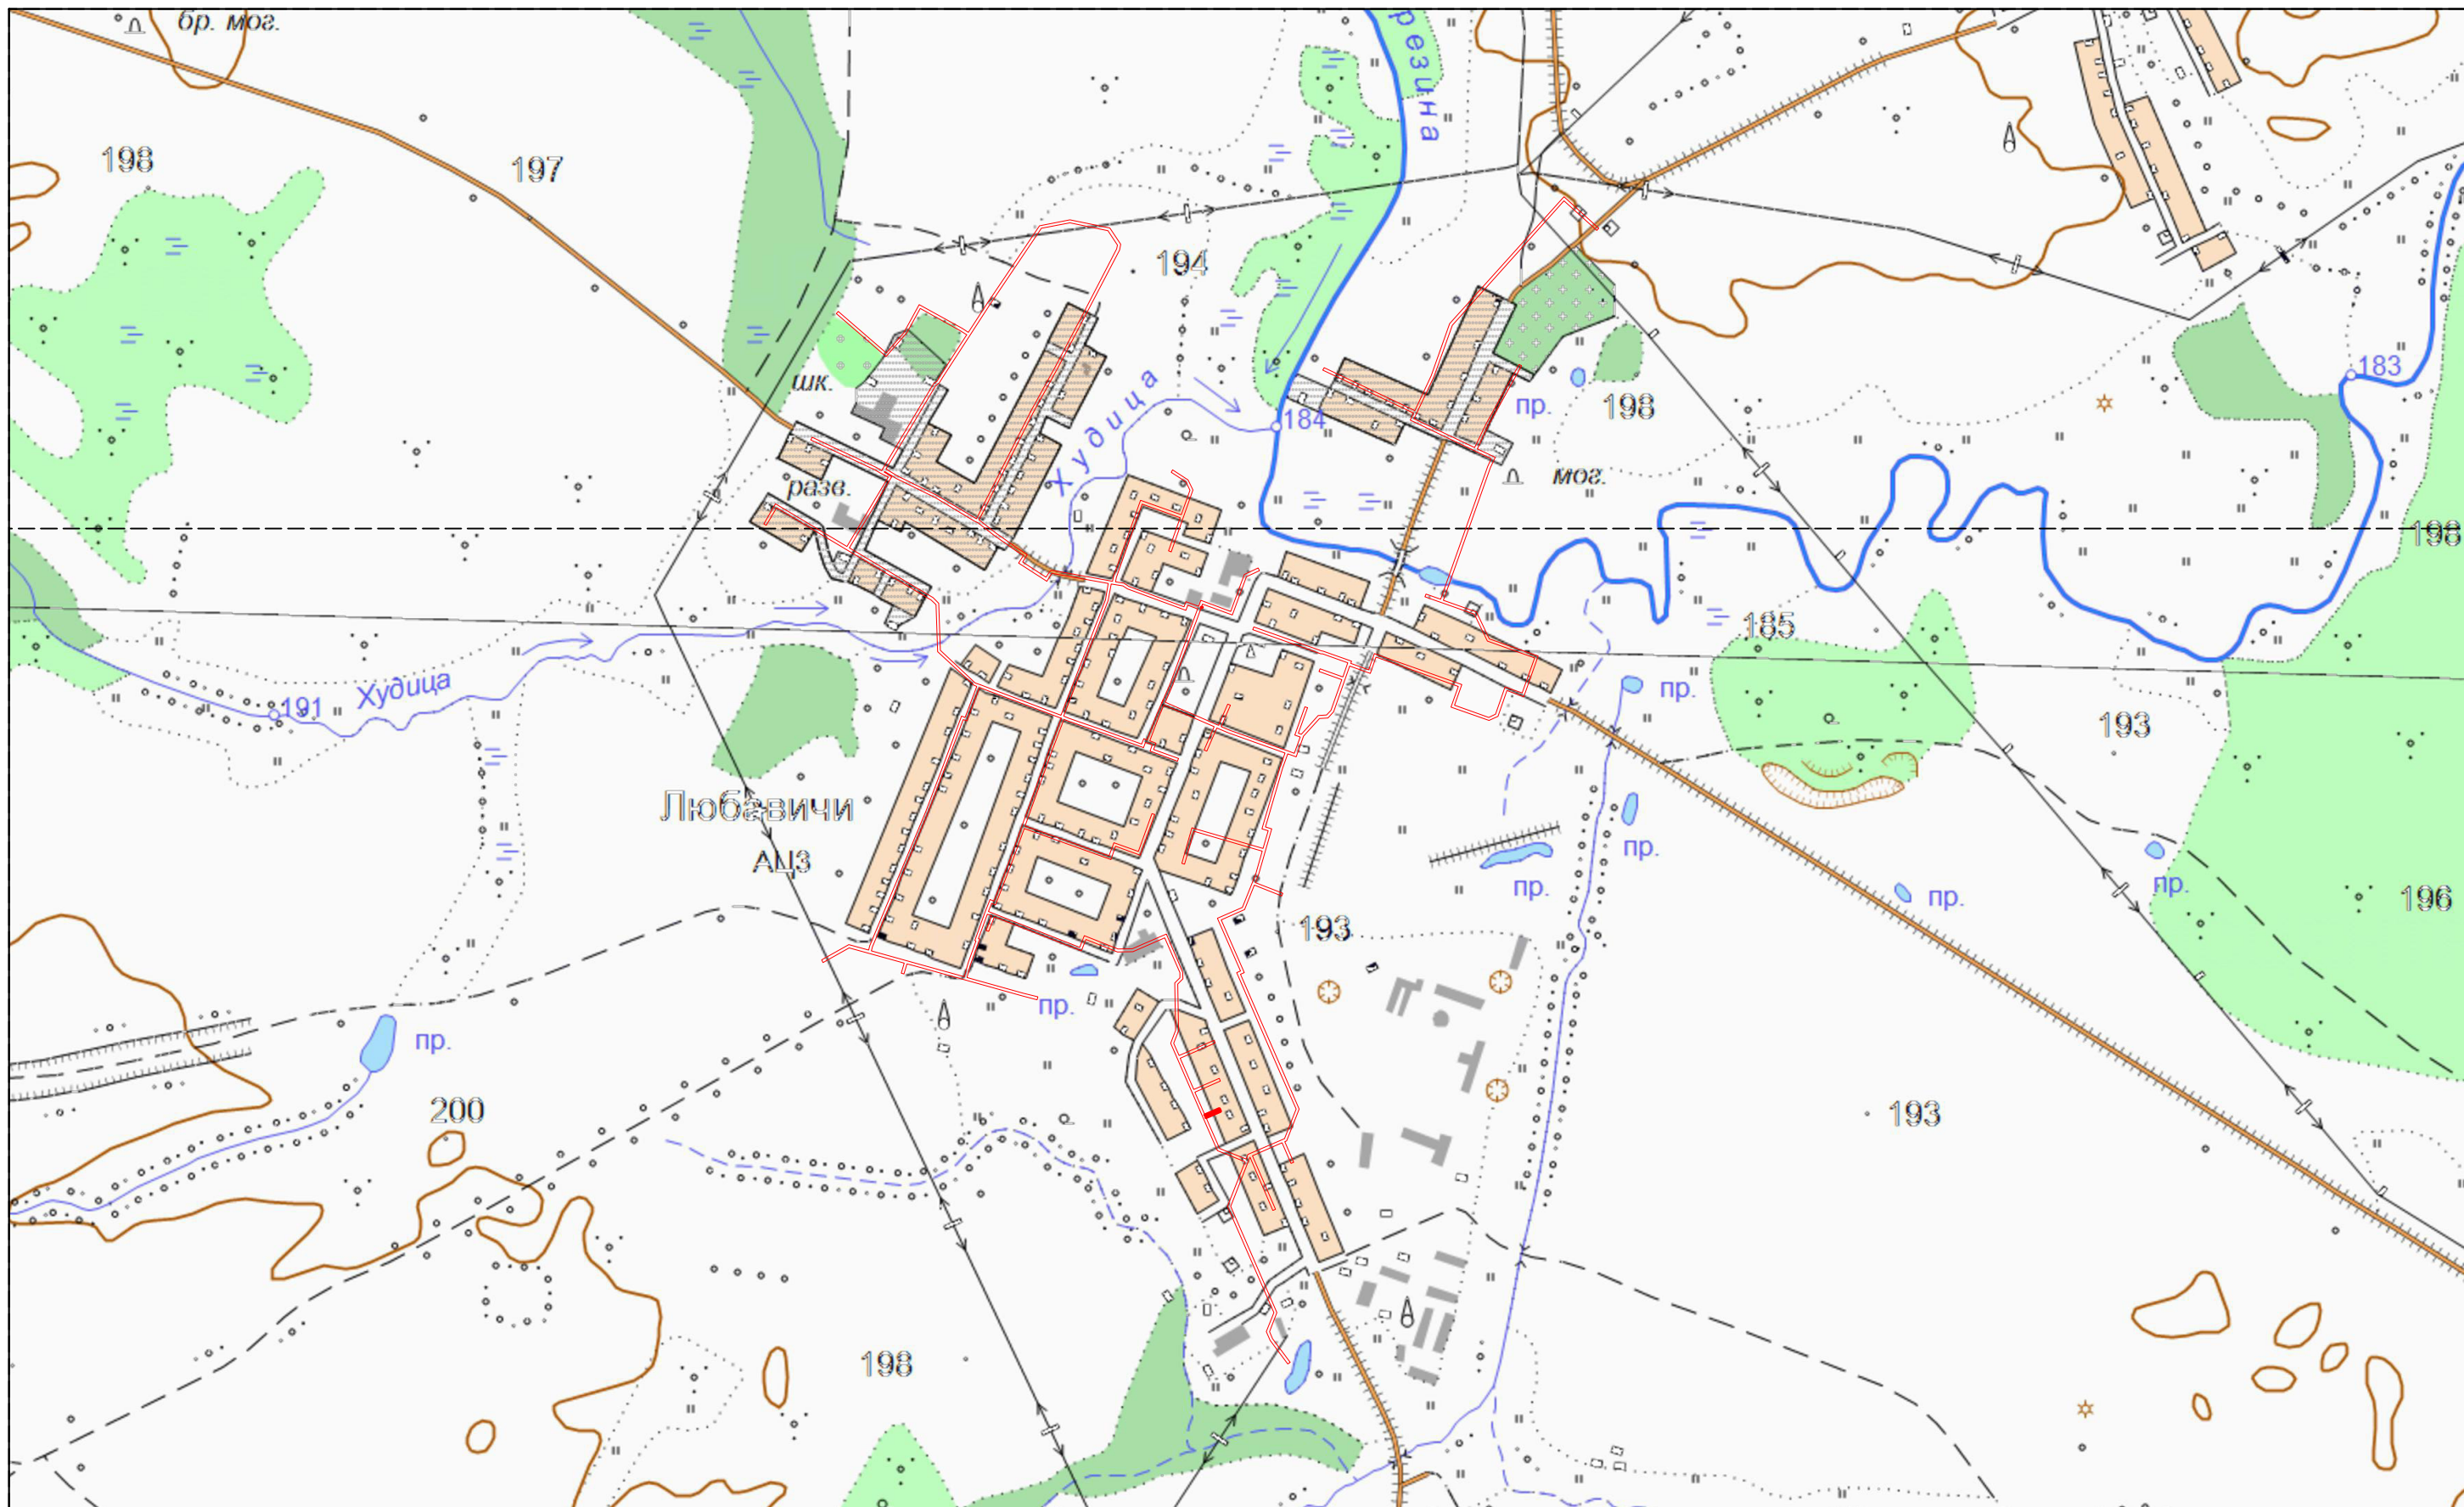 бр. мог.
резина
198
197
194
183
шк.
Худица
184
пр.
198
разв.
мог.
198
185
Худица
191
пр.
193
Любавичи
пр.
АЦЗ
пр.
пр.
пр.
196
193
пр.
пр.
200
193
198